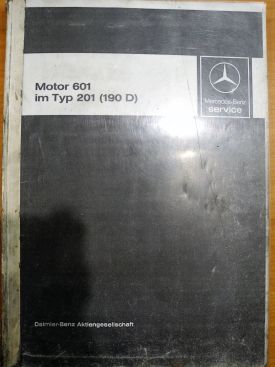 Motor 601
im Typ 201 (190 D)
Mercedes-Benz
service
Daimler-Benz Aktiengesellschaft